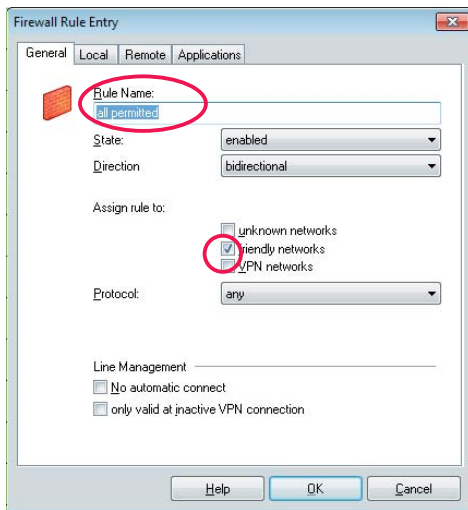 Firewall Rule Entry
General Local Remote Applications
Rule Name:
all permitted
State: enabled
Direction bidirectional
Assign rule to:
unknown networks
friendly networks
VPN networks
Protocol: any
Line Management
No automatic connect
only valid at inactive VPN connection
Help OK Cancel